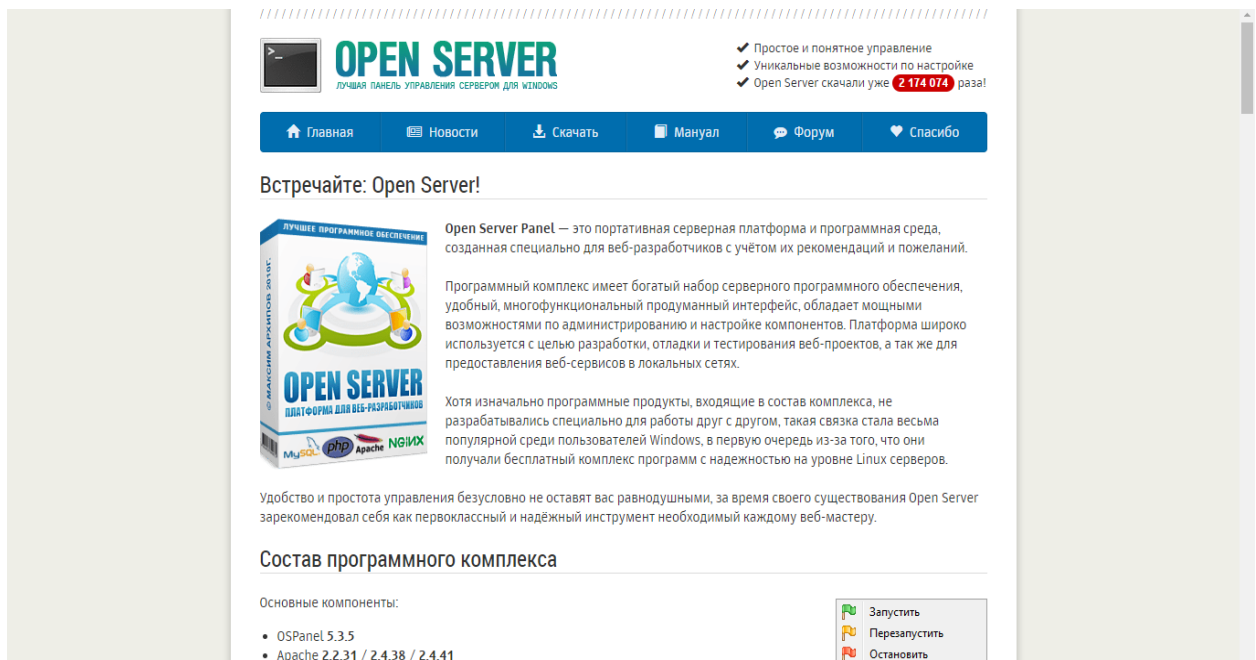 >_
OPEN SERVER
ЛУЧШАЯ ПАНЕЛЬ УПРАВЛЕНИЯ СЕРВЕРОМ ДЛЯ WINDOWS
Простое и понятное управление
Уникальные возможности по настройке
Open Server скачали уже 2 174 074 раза!
Главная Новости Скачать Мануал Форум Спасибо
Встречайте: Open Server!
ЛУЧШЕЕ ПРОГРАММНОЕ ОБЕСПЕЧЕНИЕ
© МАКСИМ АРХИПОВ 2010Г.
OPEN SERVER
ПЛАТФОРМА ДЛЯ ВЕБ-РАЗРАБОТЧИКОВ
MySQL php Apache NGINX
Open Server Panel — это портативная серверная платформа и программная среда,
созданная специально для веб-разработчиков с учётом их рекомендаций и пожеланий.
Программный комплекс имеет богатый набор серверного программного обеспечения,
удобный, многофункциональный продуманный интерфейс, обладает мощными
возможностями по администрированию и настройке компонентов. Платформа широко
используется с целью разработки, отладки и тестирования веб-проектов, а так же для
предоставления веб-сервисов в локальных сетях.
Хотя изначально программные продукты, входящие в состав комплекса, не
разрабатывались специально для работы друг с другом, такая связка стала весьма
популярной среди пользователей Windows, в первую очередь из-за того, что они
получали бесплатный комплекс программ с надежностью на уровне Linux серверов.
Удобство и простота управления безусловно не оставят вас равнодушными, за время своего существования Open Server
зарекомендовал себя как первоклассный и надёжный инструмент необходимый каждому веб-мастеру.
Состав программного комплекса
Основные компоненты:
OSPanel 5.3.5
Apache 2.2.31 / 2.4.38 / 2.4.41
Запустить
Перезапустить
Остановить